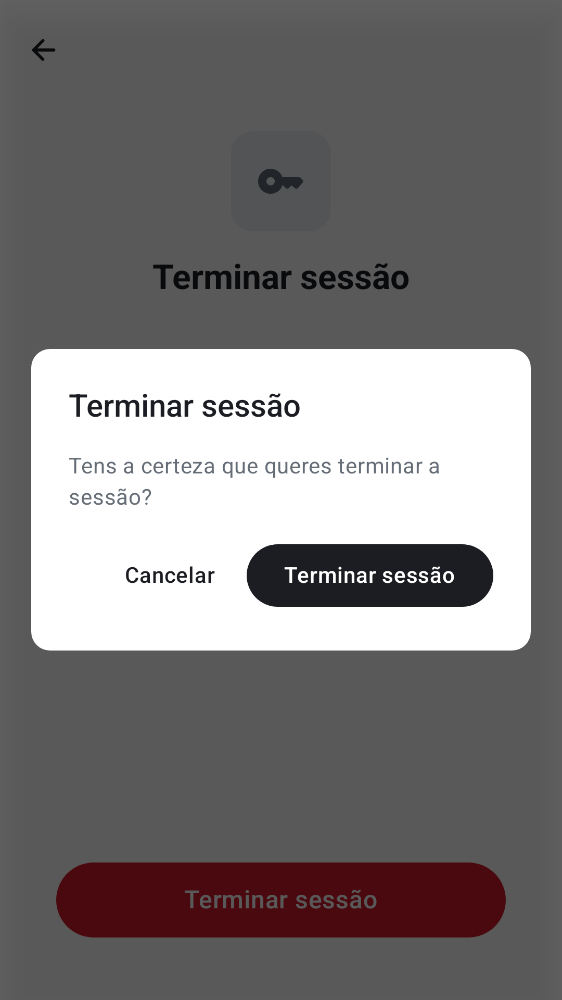 Terminar sessão
Terminar sessão
Tens a certeza que queres terminar a
sessão?
Cancelar
Terminar sessão
Terminar sessão